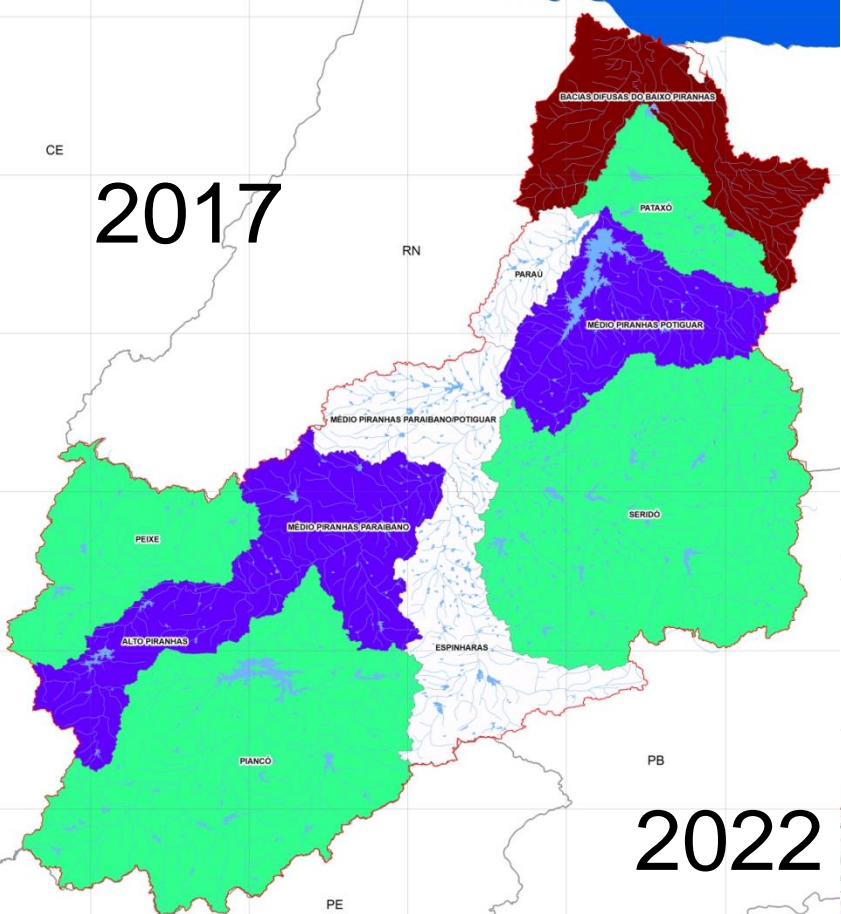 BACIAS DIFUSAS DO BAIXO PIRANHAS
CE
2017
PATAXÓ
RN
PARAÚ
MÉDIO PIRANHAS POTIGUAR
MÉDIO PIRANHAS PARAIBANO/POTIGUAR
SERIDÓ
MÉDIO PIRANHAS PARAIBANO
PEIXE
ALTO PIRANHAS
ESPINHARAS
PIANCÓ
PB
2022
PE